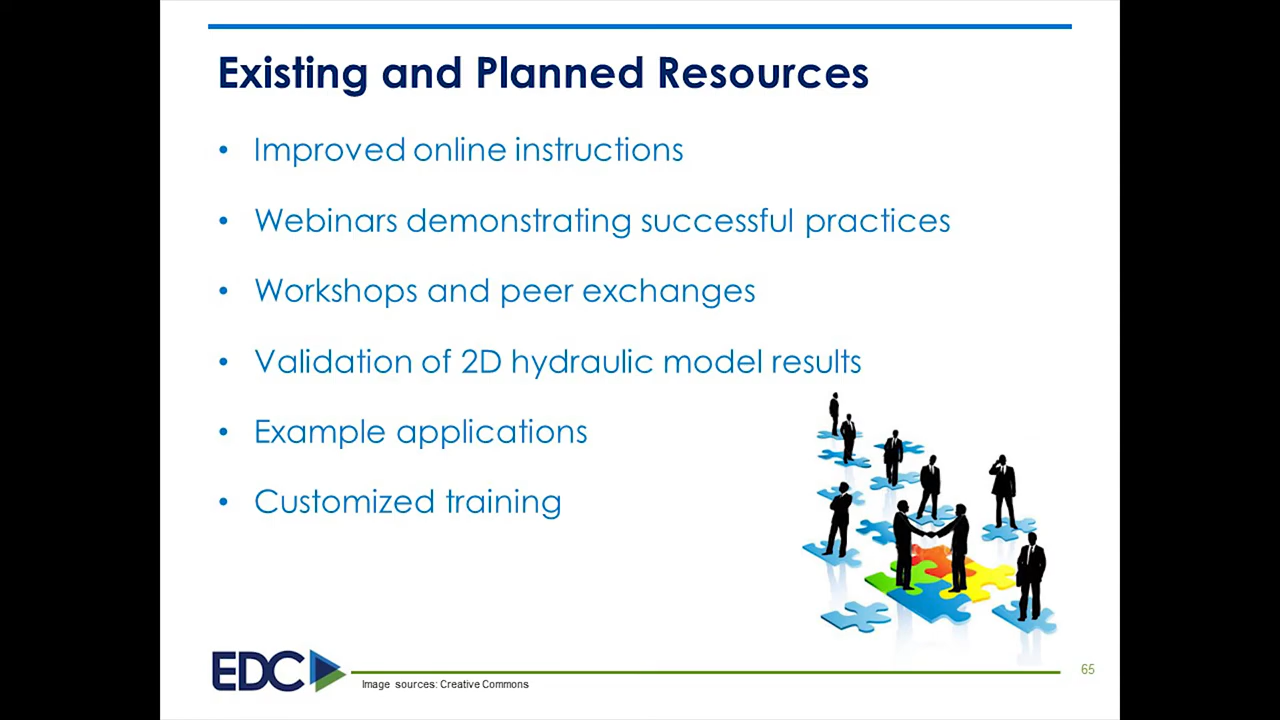 Existing and Planned Resources
• Improved online instructions
• Webinars demonstrating successful practices
• Workshops and peer exchanges
• Validation of 2D hydraulic model results
• Example applications
• Customized training
EDC
65
Image sources: Creative Commons